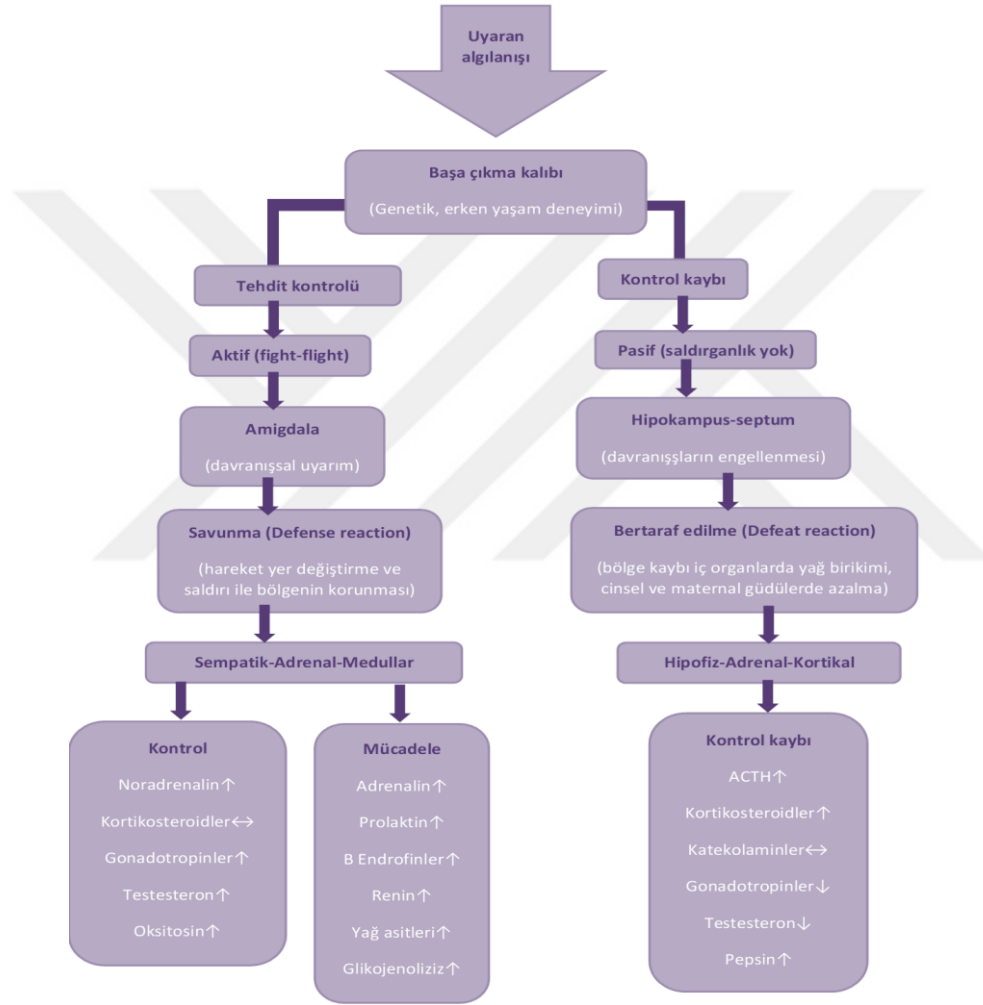 Uyaran
algılanışı
Başa çıkma kalıbı
(Genetik, erken yaşam deneyimi)
Tehdit kontrolü
Aktif (fight-flight)
Amigdala
(davranışsal uyarım)
Savunma (Defense reaction)
(hareket yer değiştirme ve
saldırı ile bölgenin korunması)
Sempatik-Adrenal-Medullar
Kontrol
Noradrenalin↑
Kortikosteroidler↔
Gonadotropinler↑
Testesteron↑
Oksitosin↑
Mücadele
Adrenalin↑
Prolaktin↑
B Endrofinler↑
Renin↑
Yağ asitleri↑
Glikojenoliziz↑
Kontrol kaybı
Pasif (saldırganlık yok)
Hipokampus-septum
(davranışşların engellenmesi)
Bertaraf edilme (Defeat reaction)
(bölge kaybı iç organlarda yağ birikimi,
cinsel ve maternal güdülerde azalma)
Hipofiz-Adrenal-Kortikal
Kontrol kaybı
ACTH↑
Kortikosteroidler↑
Katekolaminler↔
Gonadotropinler↓
Testesteron↓
Pepsin↑